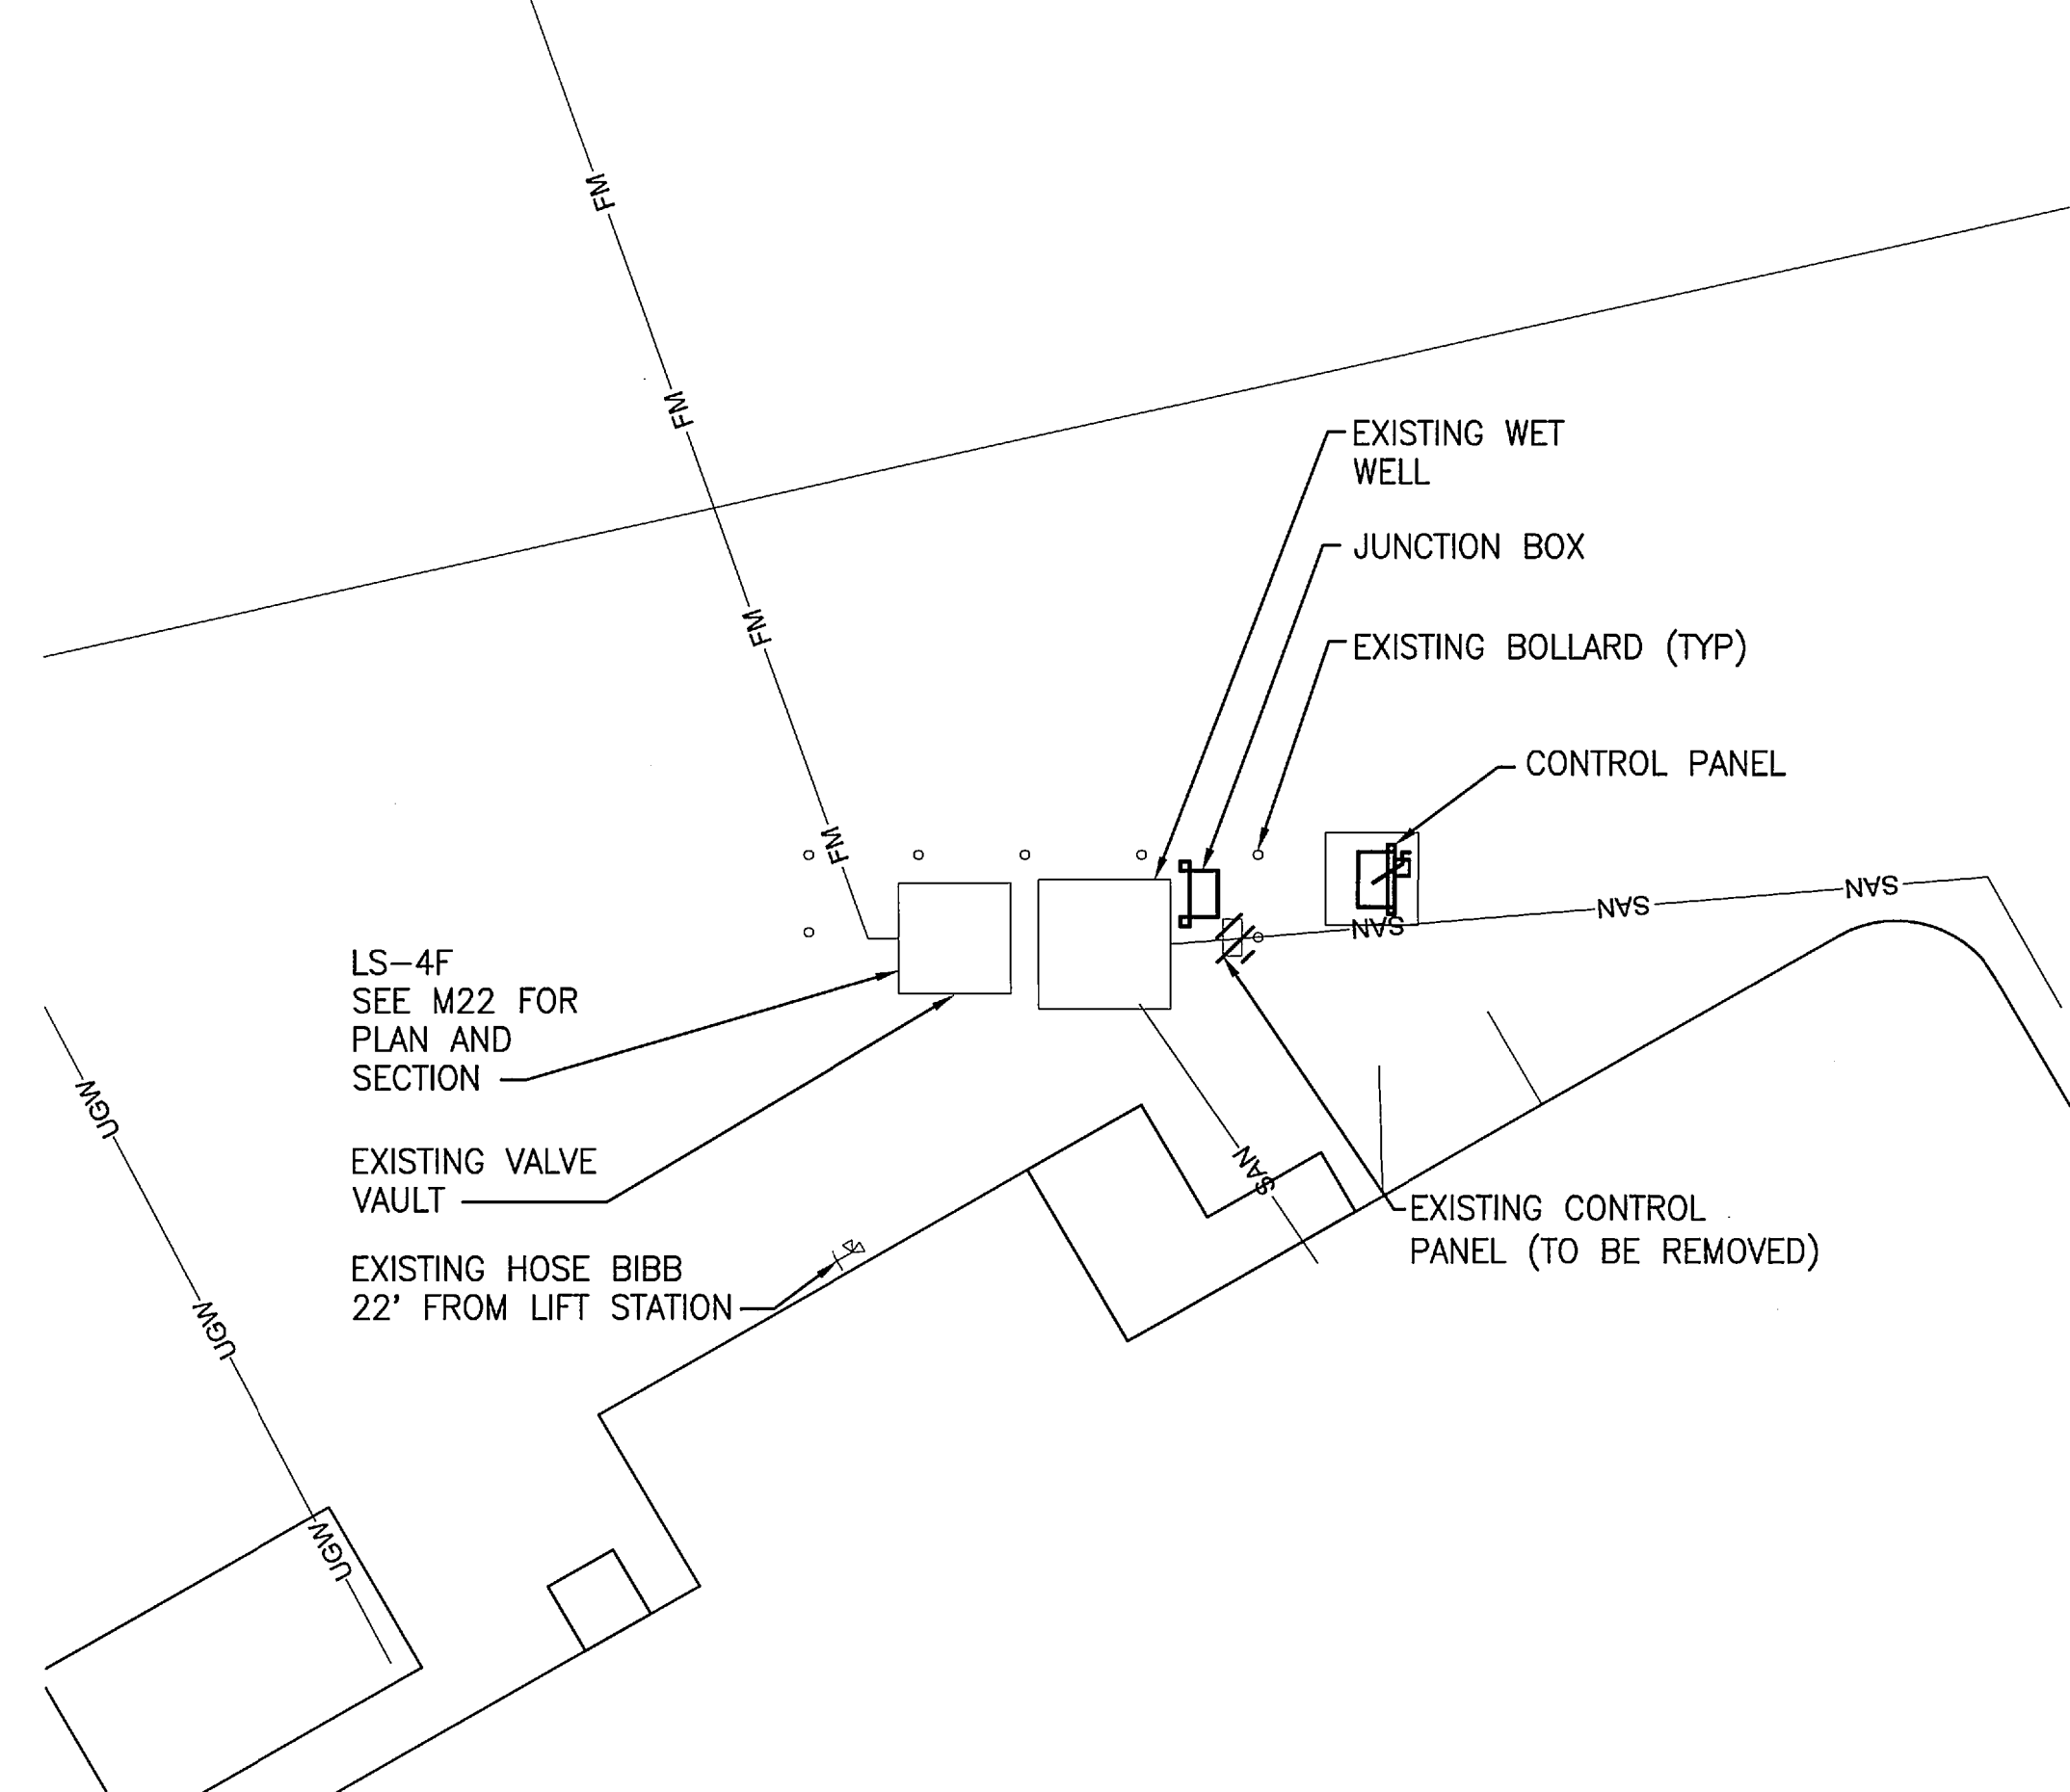 FM
FM
EXISTING WET
WELL
JUNCTION BOX
FM
EXISTING BOLLARD (TYP)
CONTROL PANEL
FM
SAN
SAN
SAN
LS-4F
SEE M22 FOR
PLAN AND
SECTION
UGW
EXISTING VALVE
VAULT
SAN
EXISTING CONTROL
PANEL (TO BE REMOVED)
EXISTING HOSE BIBB
22' FROM LIFT STATION
UGW
UGW